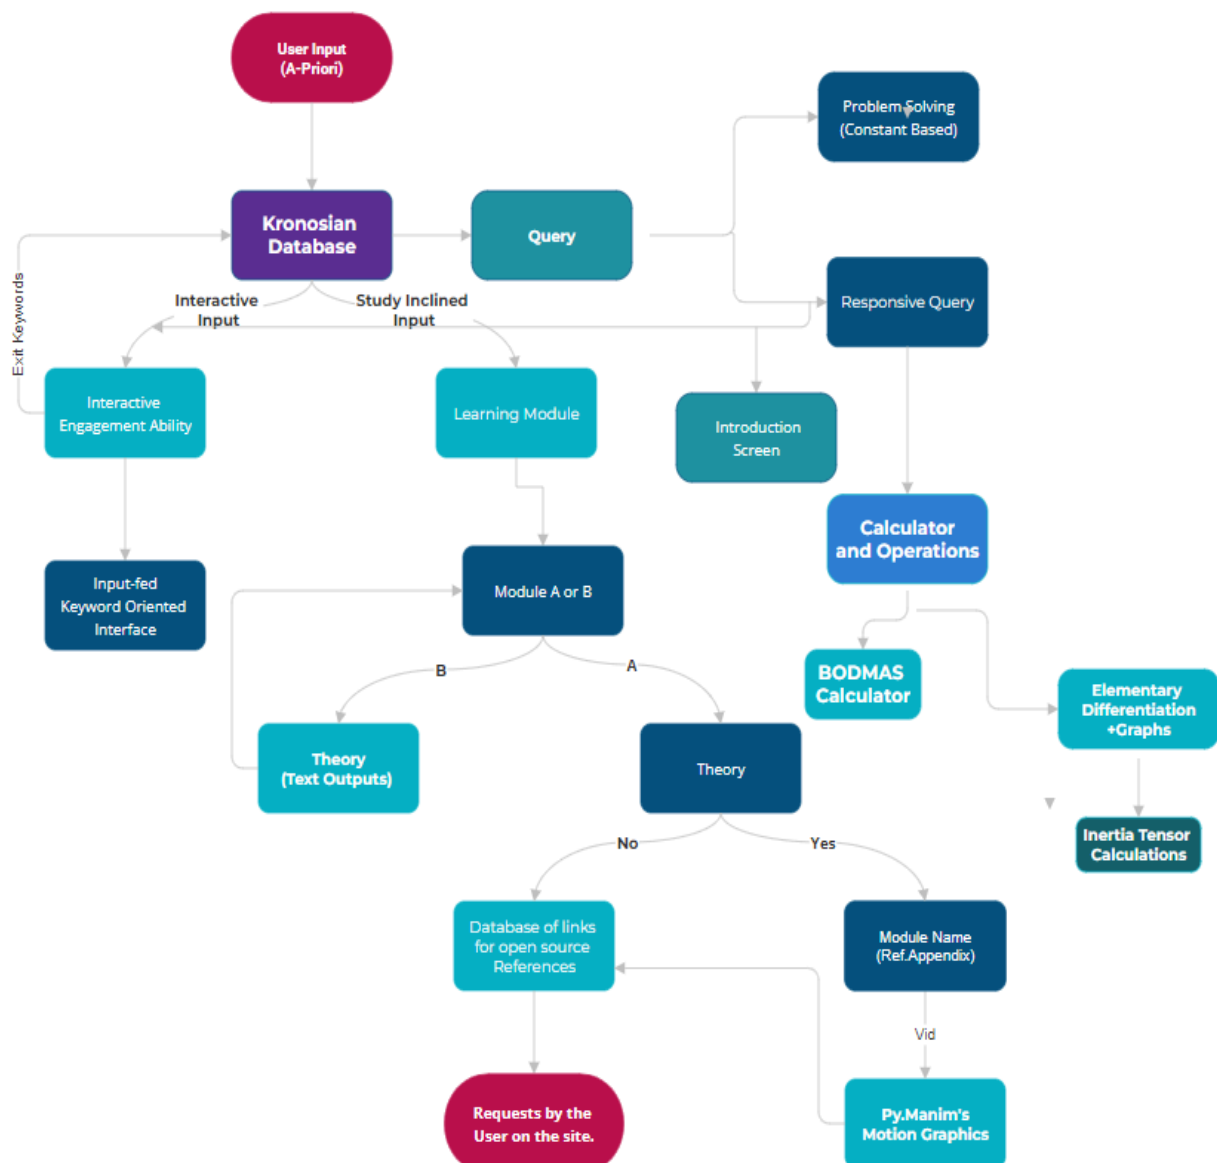 User Input
(A-Priori)
Problem Solving
(Constant Based)
Kronosian
Database
Query
Responsive Query
Interactive
Input
Study Inclined
Input
Exit Keywords
Interactive
Engagement Ability
Learning Module
Introduction
Screen
Calculator
and Operations
Input-fed
Keyword Oriented
Interface
Module A or B
B
A
BODMAS
Calculator
Elementary
Differentiation
+Graphs
Theory
(Text Outputs)
Theory
No
Yes
Inertia Tensor
Calculations
Database of links
for open source
References
Module Name
(Ref.Appendix)
Vid
Requests by the
User on the site.
Py.Manim's
Motion Graphics